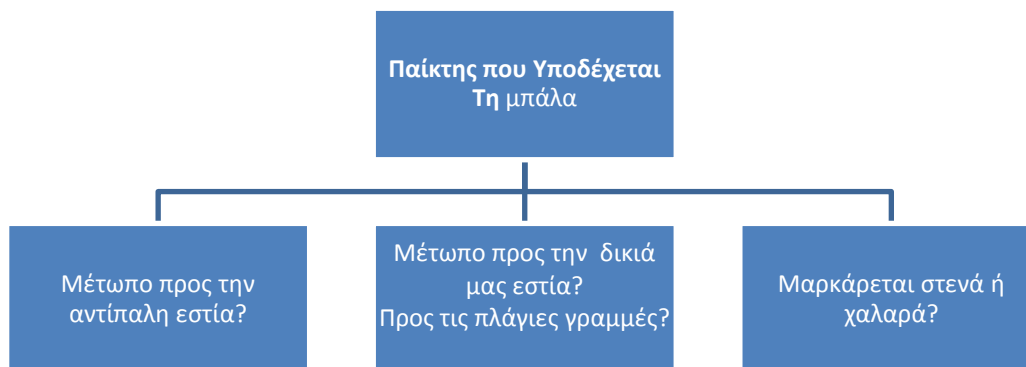 Παίκτης που Υποδέχεται
Τη μπάλα
Μέτωπο προς την
αντίπαλη εστία?
Μέτωπο προς την δικιά
μας εστία?
Προς τις πλάγιες γραμμές?
Μαρκάρεται στενά ή
χαλαρά?